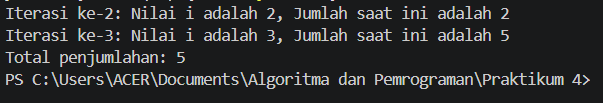 Iterasi ke-2: Nilai i adalah 2, Jumlah saat ini adalah 2
Iterasi ke-3: Nilai i adalah 3, Jumlah saat ini adalah 5
Total penjumlahan: 5
PS C:\Users\ACER\Documents\Algoritma dan Pemrograman\Praktikum 4>